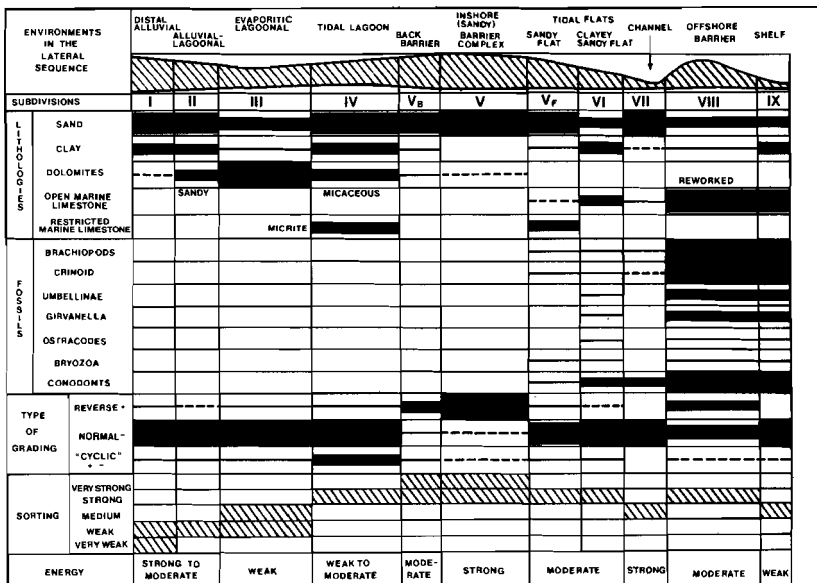 ENVIRONMENTS
IN THE
LATERAL
SEQUENCE
DISTAL
ALLUVIAL
ALLUVIAL-
LAGOONAL
EVAPORITIC
LAGOONAL
TIDAL LAGOON
BACK
BARRIER
INSHORE
(SANDY)
BARRIER
COMPLEX
TIDAL FLATS
SANDY
FLAT
CLAYEY
SANDY FLAT
CHANNEL
OFFSHORE
BARRIER
SHELF
SUBDIVISIONS I II III IV VB V VF VI VII VIII IX
LITHOLOGIES
SAND
CLAY
DOLOMITES
SANDY MICACEOUS REWORKED
OPEN MARINE
LIMESTONE
RESTRICTED
MARINE LIMESTONE
MICRITE
FOSSILS
BRACHIOPODS
CRINOID
UMBELLINAE
GIRVANELLA
OSTRACODES
BRYOZOA
CONODONTS
TYPE
OF
GRADING
REVERSE +
NORMAL -
"CYCLIC"
+ -
SORTING
VERY STRONG
STRONG
MEDIUM
WEAK
VERY WEAK
ENERGY
STRONG TO
MODERATE
WEAK
WEAK TO
MODERATE
MODE-
RATE
STRONG
MODERATE
STRONG
MODERATE
WEAK